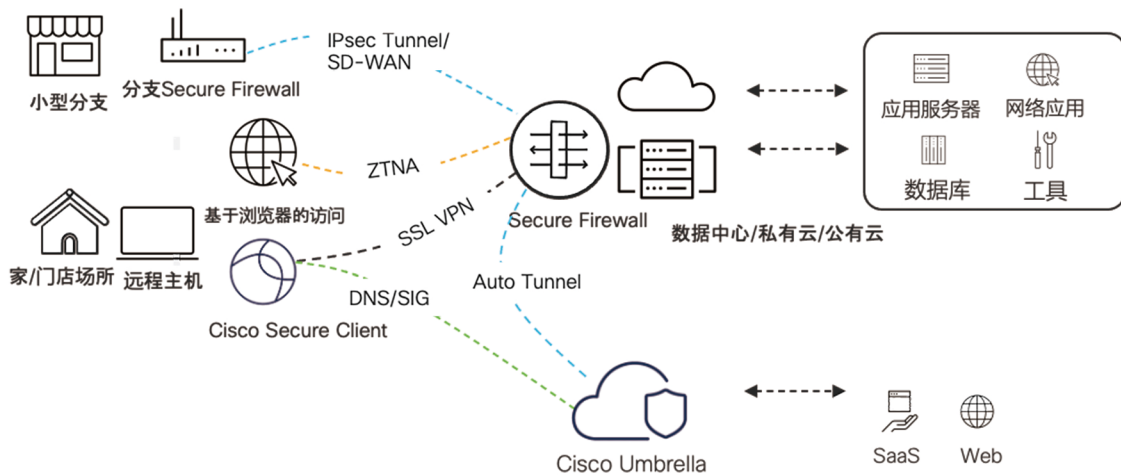 IPsec Tunnel/
SD-WAN
小型分支
分支Secure Firewall
应用服务器
网络应用
ZTNA
数据库
工具
基于浏览器的访问
SSL VPN
Secure Firewall
数据中心/私有云/公有云
家/门店场所
远程主机
Auto Tunnel
DNS/SIG
Cisco Secure Client
Cisco Umbrella
SaaS
Web